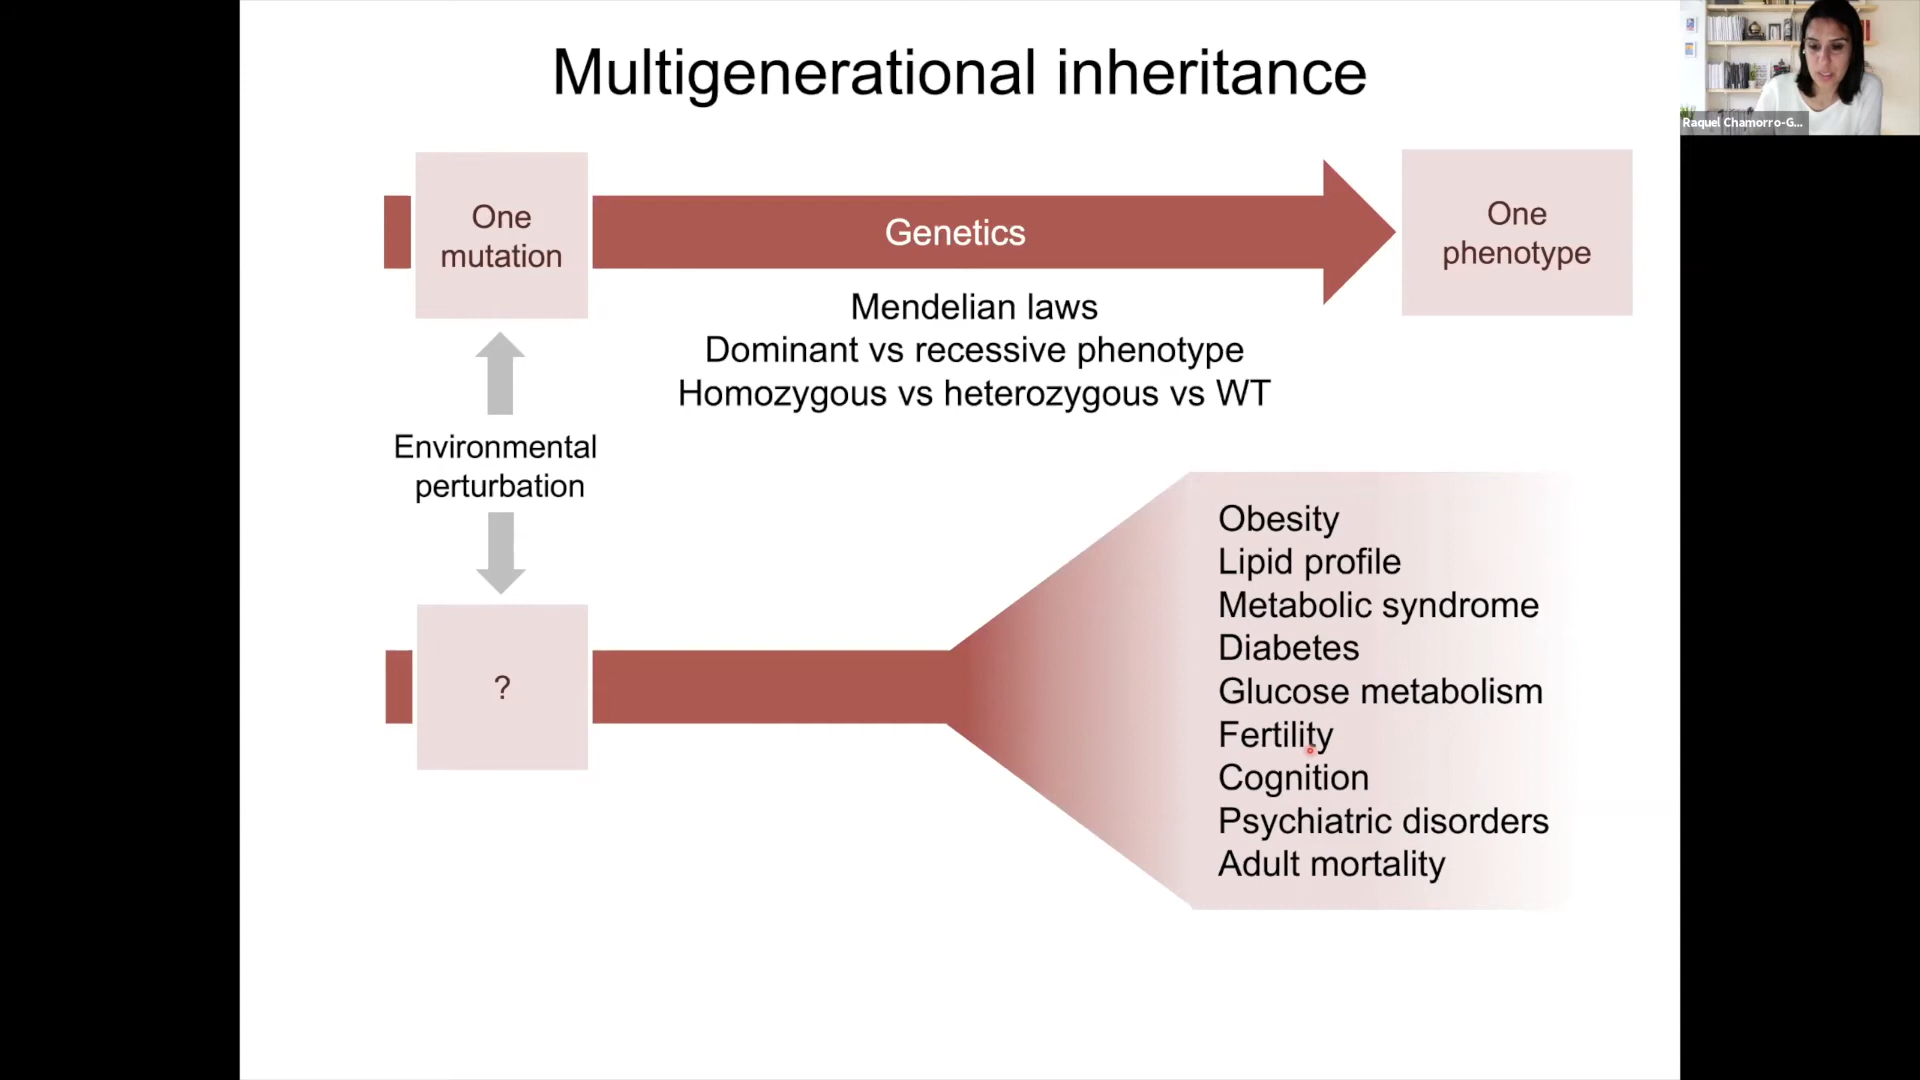 Multigenerational inheritance
Raquel Chamorro-G...
One
mutation
Genetics
One
phenotype
Mendelian laws
Dominant vs recessive phenotype
Homozygous vs heterozygous vs WT
Environmental
perturbation
?
Obesity
Lipid profile
Metabolic syndrome
Diabetes
Glucose metabolism
Fertility
Cognition
Psychiatric disorders
Adult mortality